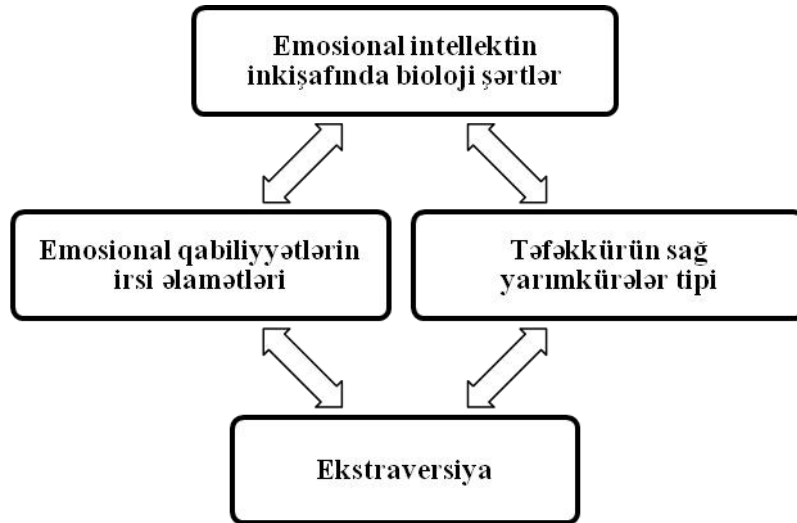 Emosional intellektin
inkişafında bioloji şərtlər
Emosional qabiliyyətlərin
irsi əlamətləri
Təfəkkürün sağ
yarımkürələr tipi
Ekstraversiya